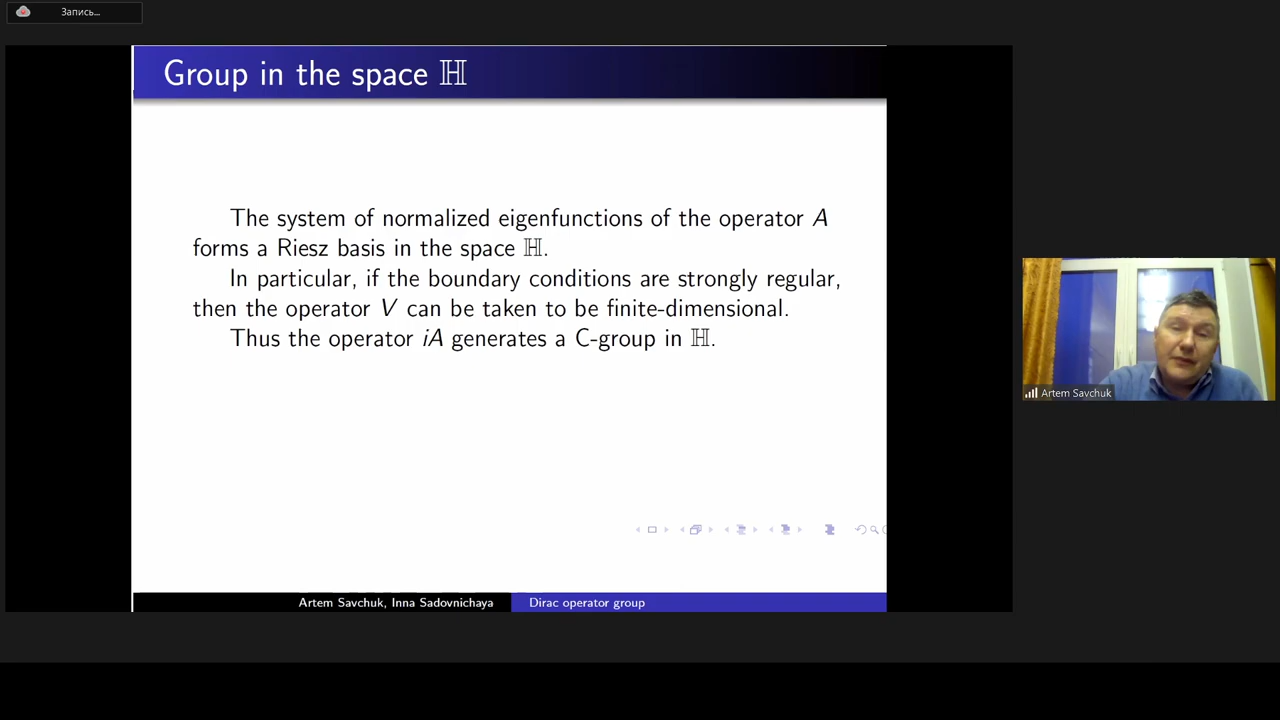 Запись...
Group in the space ℍ
The system of normalized eigenfunctions of the operator A
forms a Riesz basis in the space ℍ.
In particular, if the boundary conditions are strongly regular,
then the operator V can be taken to be finite-dimensional.
Thus the operator iA generates a C-group in ℍ.
Artem Savchuk
Artem Savchuk, Inna Sadovnichaya
Dirac operator group